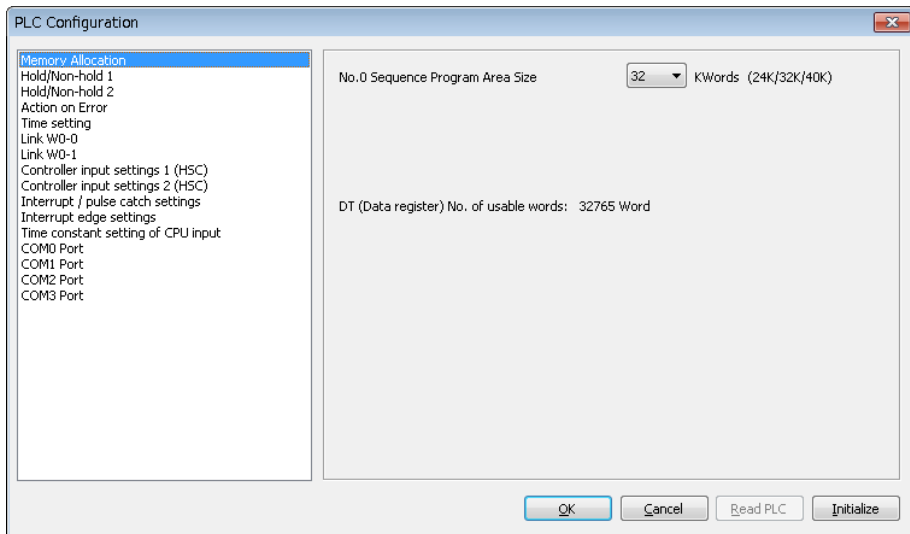 PLC Configuration
Memory Allocation
Hold/Non-hold 1
Hold/Non-hold 2
Action on Error
Time setting
Link W0-0
Link W0-1
Controller input settings 1 (HSC)
Controller input settings 2 (HSC)
Interrupt / pulse catch settings
Interrupt edge settings
Time constant setting of CPU input
COM0 Port
COM1 Port
COM2 Port
COM3 Port
No.0 Sequence Program Area Size 32 KWords (24K/32K/40K)
DT (Data register) No. of usable words: 32765 Word
OK Cancel Read PLC Initialize